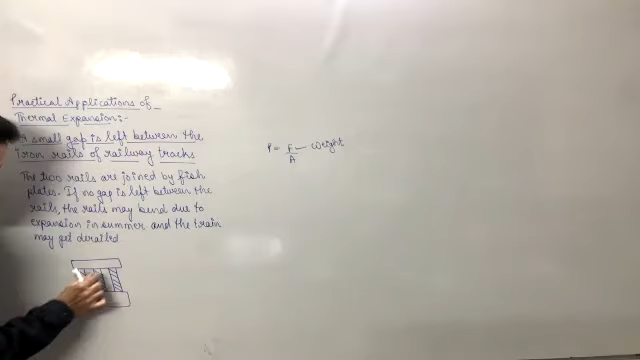 Practical Applications of
Thermal Expansion:-
A small gap is left between the
iron rails of railway tracks
The two rails are joined by fish
plates. If no gap is left between the
rails, the rails may bend due to
expansion in summer and the train
may get derailed
P = F — Weight
A